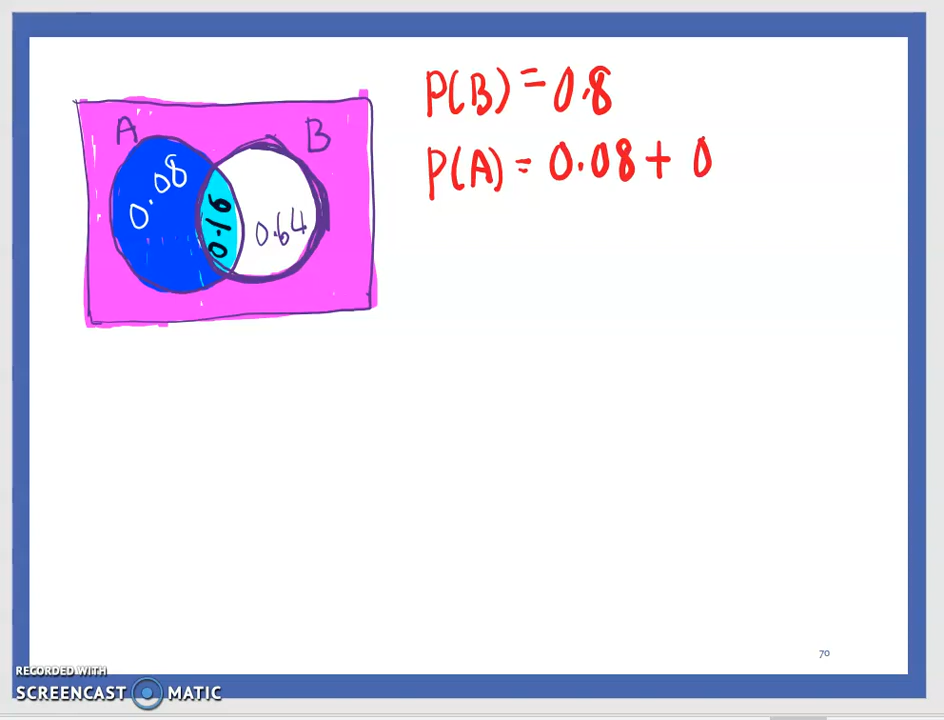 P(B) = 0.8
A
B
0.08
0.16
0.64
P(A) = 0.08 + 0
70
RECORDED WITH
SCREENCAST MATIC